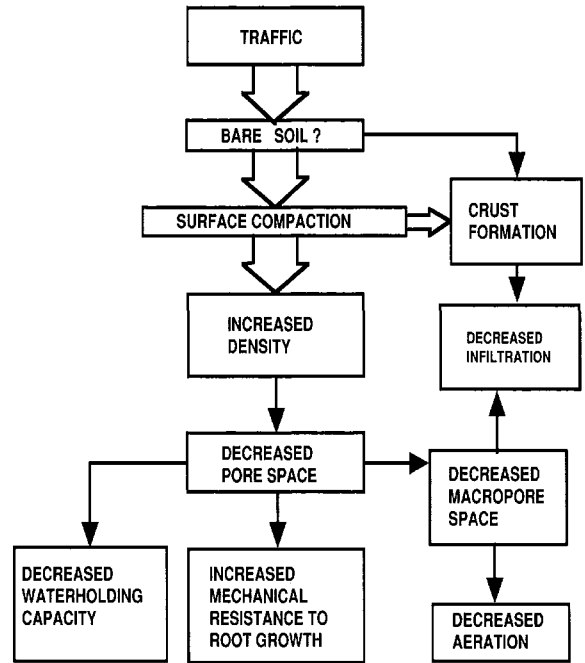 TRAFFIC
BARE SOIL ?
SURFACE COMPACTION
CRUST
FORMATION
INCREASED
DENSITY
DECREASED
INFILTRATION
DECREASED
PORE SPACE
DECREASED
MACROPORE
SPACE
DECREASED
WATERHOLDING
CAPACITY
INCREASED
MECHANICAL
RESISTANCE TO
ROOT GROWTH
DECREASED
AERATION